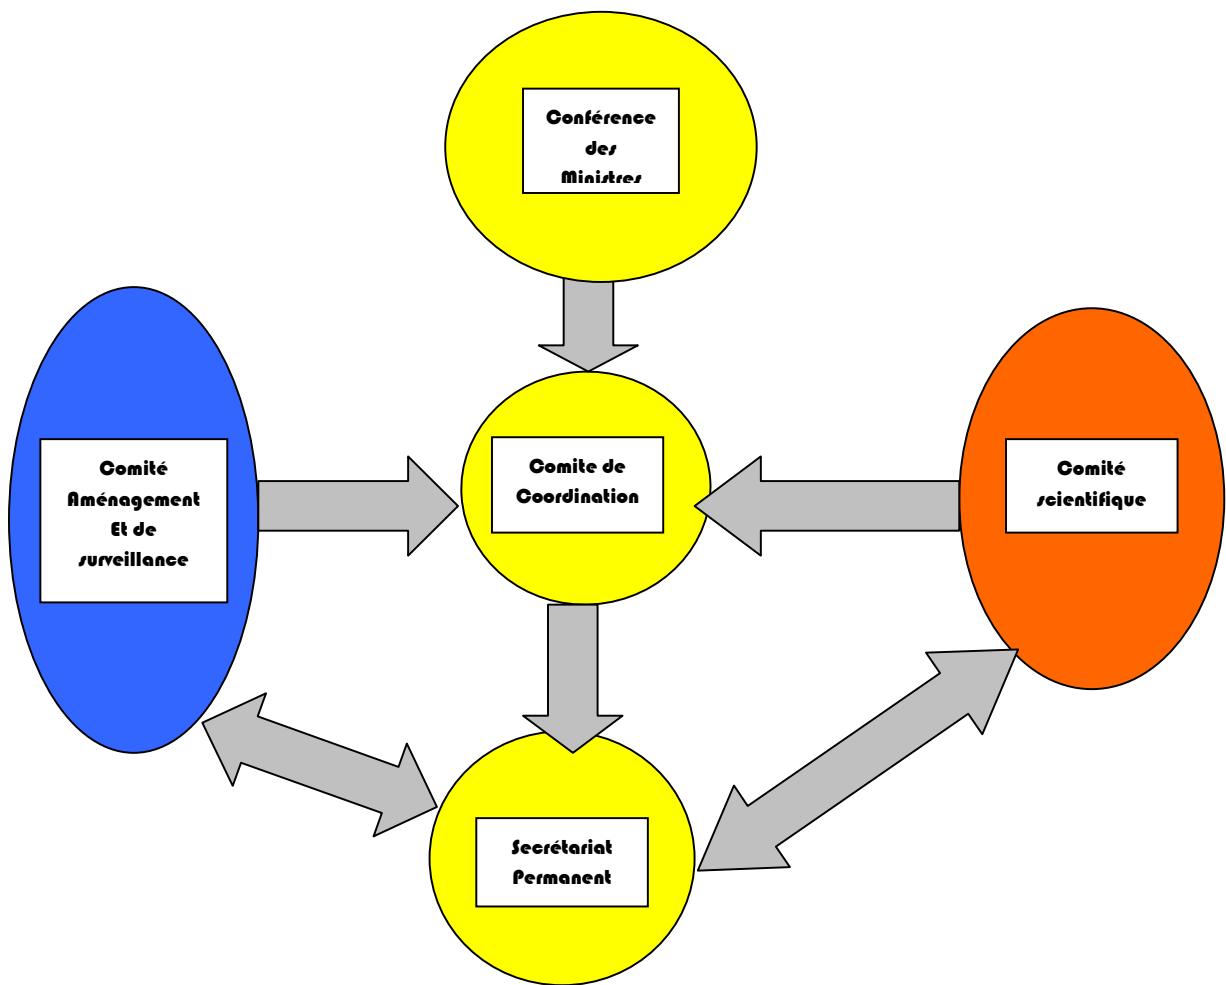 Conférence
des
Ministres
Comité
Aménagement
Et de
surveillance
Comite de
Coordination
Comité
scientifique
Secrétariat
Permanent